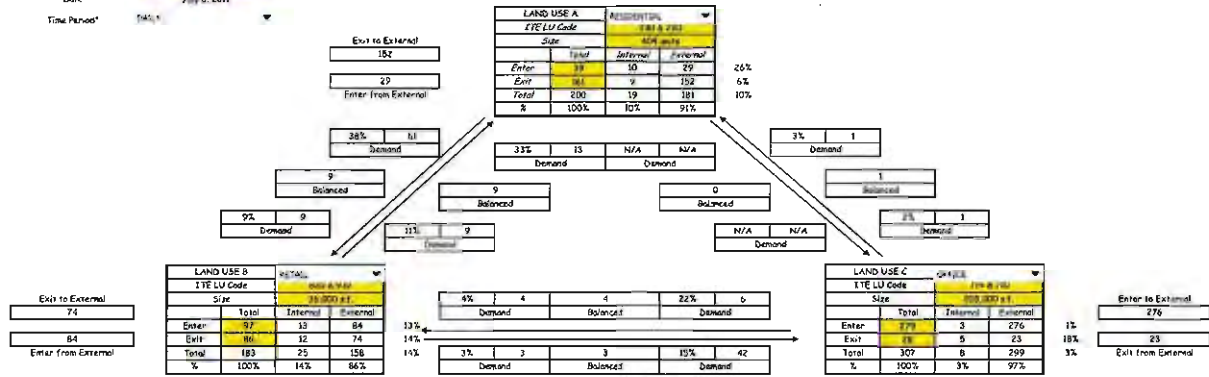 Time Period*
LAND USE A RESIDENTIAL
ITE LU Code
Size
Total Internal External
Enter 39 10 29 26%
Exit 161 9 152 6%
Total 200 19 181 10%
% 100% 10% 91%
Exit to External
152
29
Enter from External
38% 61
Demand
33% 13 N/A N/A
Demand Demand
3% 1
Demand
9
Balanced
9
Balanced
0
Balanced
1
Balanced
9% 9
Demand
11% 9
Demand
N/A N/A
Demand
2% 1
Demand
LAND USE B RETAIL
ITE LU Code
Size
Total Internal External
Enter 97 13 84 13%
Exit 86 12 74 14%
Total 183 25 158 14%
% 100% 14% 86%
Exit to External
74
84
Enter from External
4% 4 4 22% 6
Demand Balanced Demand
3% 3 3 15% 42
Demand Balanced Demand
LAND USE C OFFICE
ITE LU Code
Size
Total Internal External
Enter 279 3 276 1%
Exit 28 5 23 18%
Total 307 8 299 3%
% 100% 3% 97%
Enter to External
276
23
Exit from External